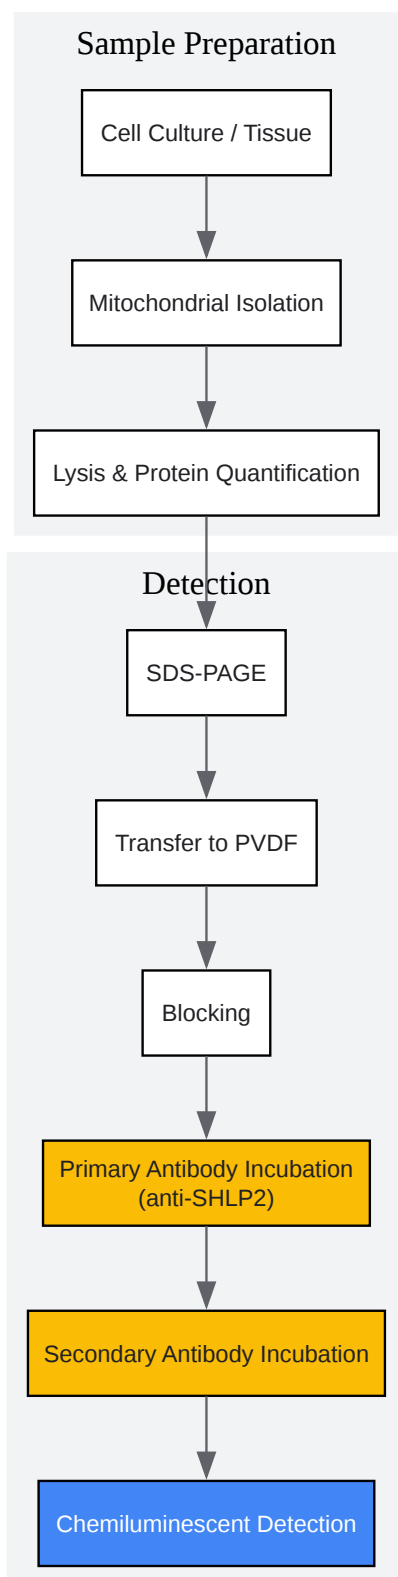 Sample Preparation
Cell Culture / Tissue
Mitochondrial Isolation
Lysis & Protein Quantification
Detection
SDS-PAGE
Transfer to PVDF
Blocking
Primary Antibody Incubation
(anti-SHLP2)
Secondary Antibody Incubation
Chemiluminescent Detection